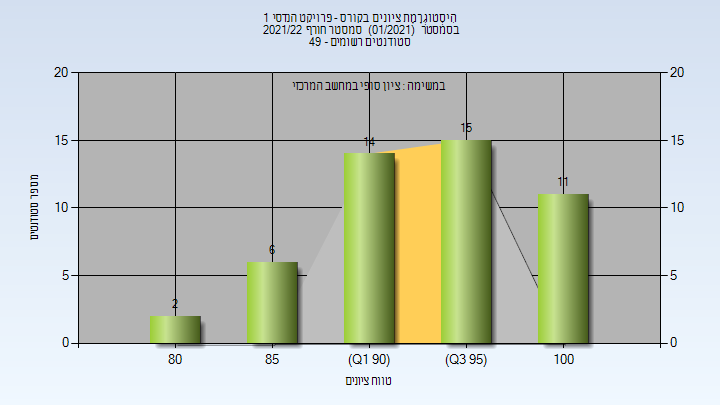 היסטוגרמת ציונים בקורס - פרויקט הנדסי 1
בסמסטר (01/2021) סמסטר חורף 2021/22
סטודנטים רשומים - 49
במשימה : ציון סופי במחשב המרכזי
20 20
15 15
10 10
5 5
0 0
2 6 14 15 11
80 85 (Q1 90) (Q3 95) 100
מספר סטודנטים
טווח ציונים